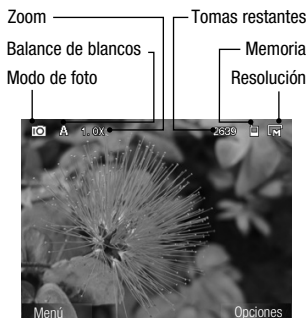 Zoom
Tomas restantes
Balance de blancos
Memoria
Modo de foto
Resolución
A 1.0X 2639 M
Menú
Opciones